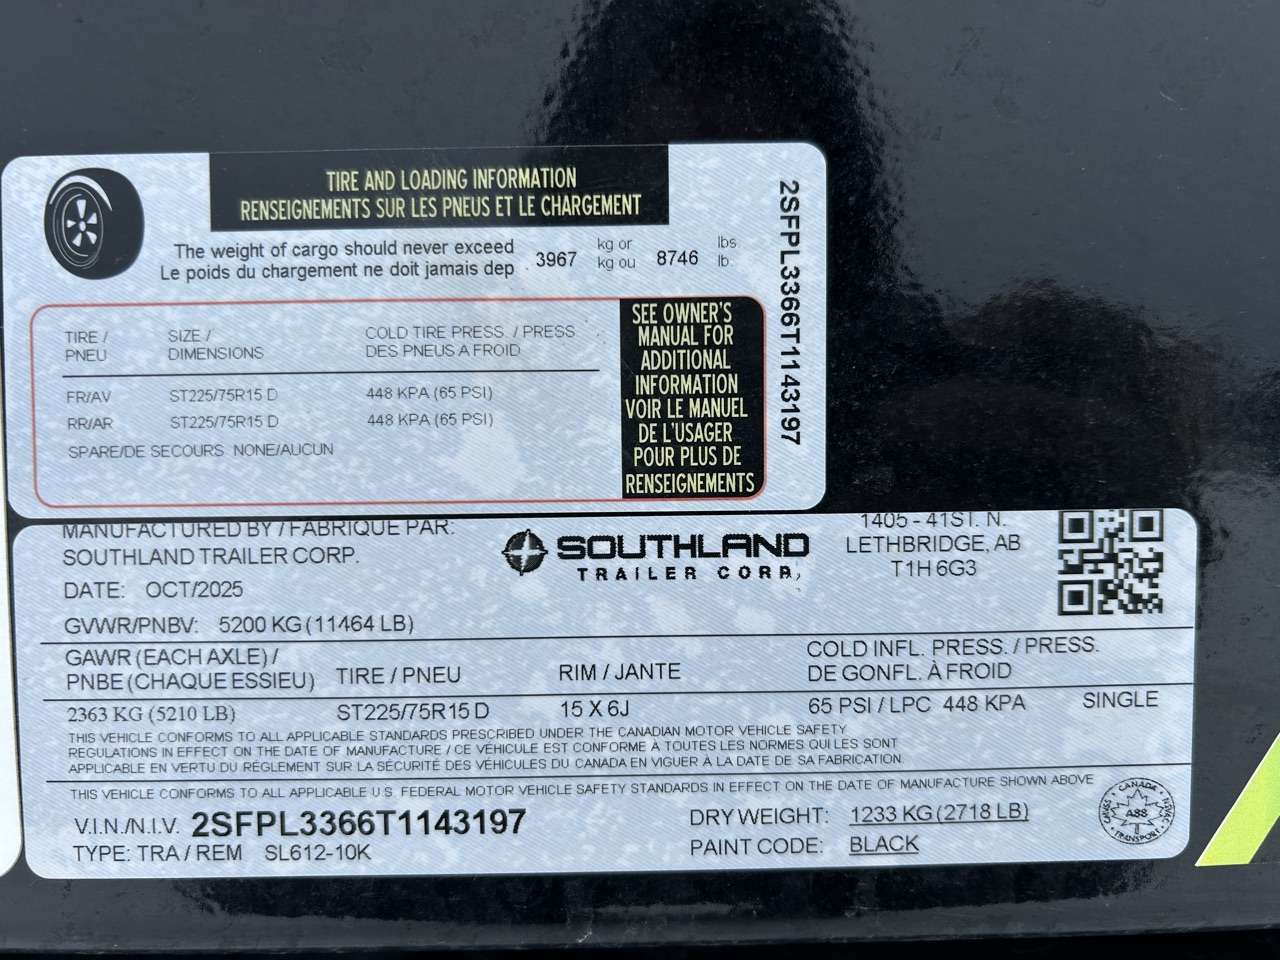 TIRE AND LOADING INFORMATION
RENSEIGNEMENTS SUR LES PNEUS ET LE CHARGEMENT
The weight of cargo should never exceed 3967 kg or 8746 lbs.
Le poids du chargement ne doit jamais dep kg ou lb.
TIRE / SIZE / COLD TIRE PRESS. / PRESS
PNEU DIMENSIONS DES PNEUS A FROID
FR/AV ST225/75R15 D 448 KPA (65 PSI)
RR/AR ST225/75R15 D 448 KPA (65 PSI)
SPARE/DE SECOURS NONE/AUCUN
SEE OWNER'S
MANUAL FOR
ADDITIONAL
INFORMATION
VOIR LE MANUEL
DE L'USAGER
POUR PLUS DE
RENSEIGNEMENTS
2SFPL3366T1143197
MANUFACTURED BY / FABRIQUE PAR:
SOUTHLAND TRAILER CORP.
DATE: OCT/2025
SOUTHLAND
TRAILER CORP.
1405 - 41ST. N.
LETHBRIDGE, AB
T1H 6G3
GVWR/PNBV: 5200 KG (11464 LB)
GAWR (EACH AXLE) /
PNBE (CHAQUE ESSIEU) TIRE / PNEU RIM / JANTE
COLD INFL. PRESS. / PRESS.
DE GONFL. À FROID
2363 KG (5210 LB) ST225/75R15 D 15 X 6J 65 PSI / LPC 448 KPA SINGLE
THIS VEHICLE CONFORMS TO ALL APPLICABLE STANDARDS PRESCRIBED UNDER THE CANADIAN MOTOR VEHICLE SAFETY
REGULATIONS IN EFFECT ON THE DATE OF MANUFACTURE / CE VÉHICULE EST CONFORME À TOUTES LES NORMES QUI LES SONT
APPLICABLE EN VERTU DU RÉGLEMENT SUR LA SÉCURITÉ DES VÉHICULES DU CANADA EN VIGUER À LA DATE DE SA FABRICATION
THIS VEHICLE CONFORMS TO ALL APPLICABLE U.S. FEDERAL MOTOR VEHICLE SAFETY STANDARDS IN EFFECT ON THE DATE OF MANUFACTURE SHOWN ABOVE
V.I.N./N.I.V. 2SFPL3366T1143197
TYPE: TRA / REM SL612-10K
DRY WEIGHT: 1233 KG (2718 LB)
PAINT CODE: BLACK
CANADA
TRANSPORT